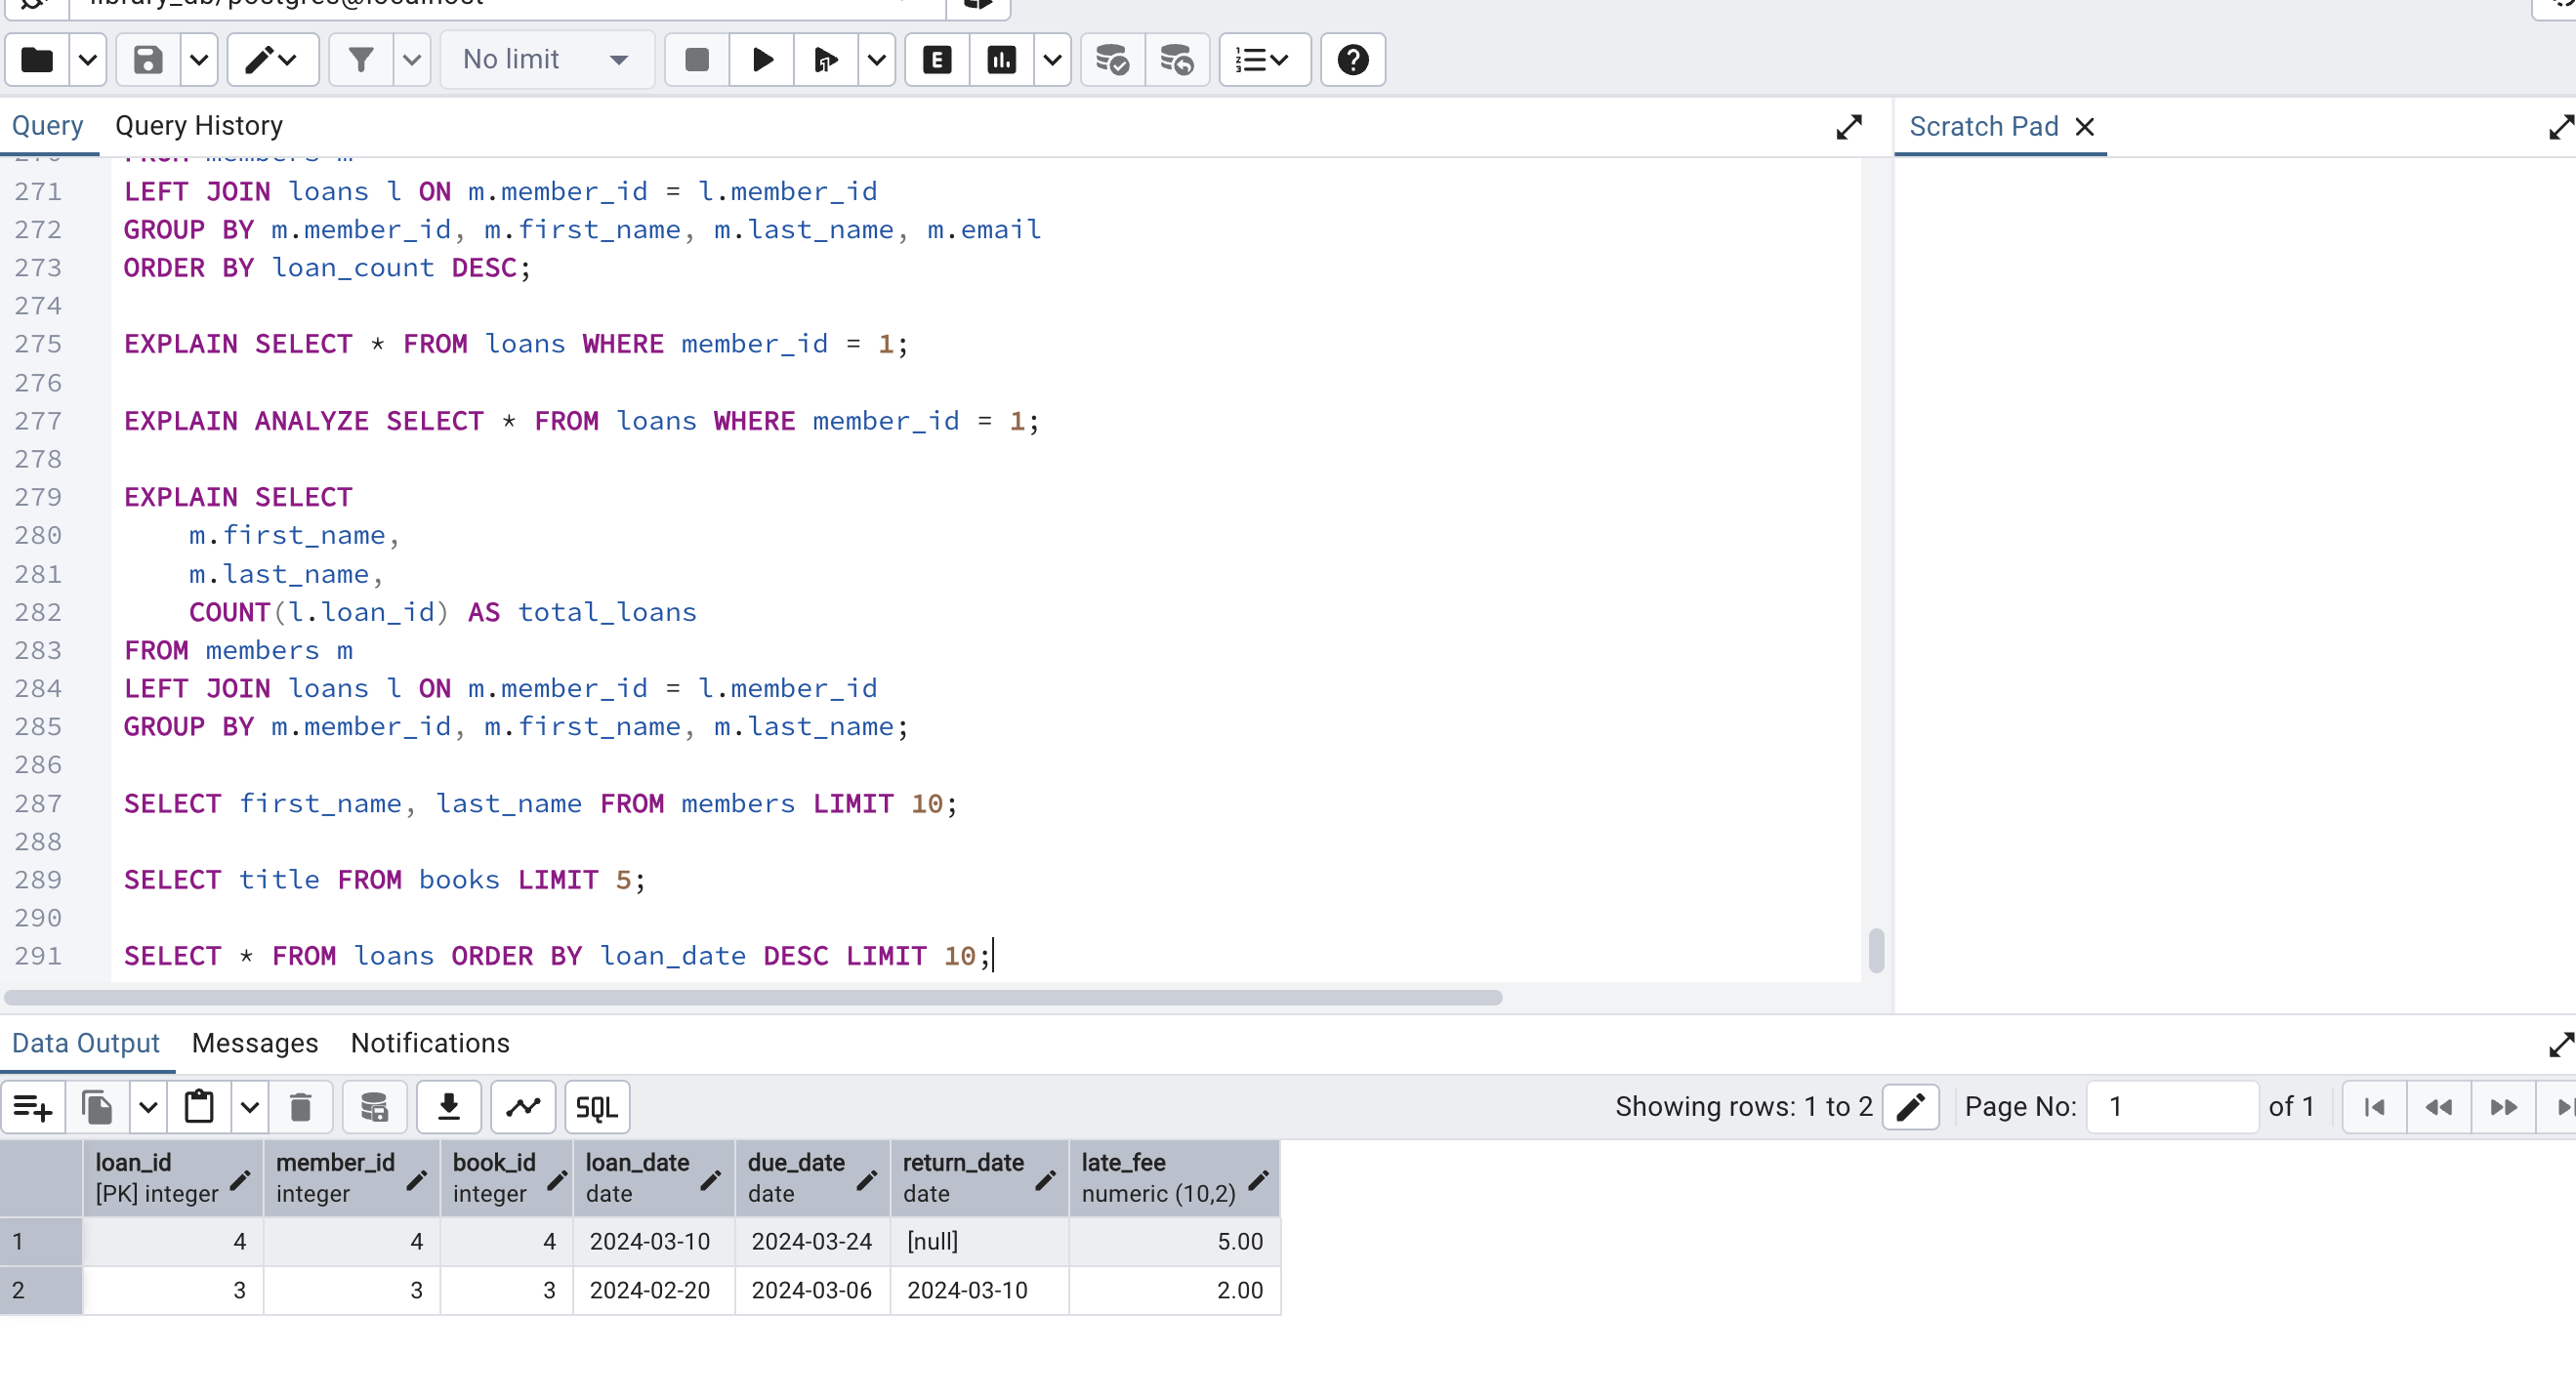 library_db/postgres@localhost
No limit
Query Query History
Scratch Pad
270 FROM members m
271 LEFT JOIN loans l ON m.member_id = l.member_id
272 GROUP BY m.member_id, m.first_name, m.last_name, m.email
273 ORDER BY loan_count DESC;
274
275 EXPLAIN SELECT * FROM loans WHERE member_id = 1;
276
277 EXPLAIN ANALYZE SELECT * FROM loans WHERE member_id = 1;
278
279 EXPLAIN SELECT
280 m.first_name,
281 m.last_name,
282 COUNT(l.loan_id) AS total_loans
283 FROM members m
284 LEFT JOIN loans l ON m.member_id = l.member_id
285 GROUP BY m.member_id, m.first_name, m.last_name;
286
287 SELECT first_name, last_name FROM members LIMIT 10;
288
289 SELECT title FROM books LIMIT 5;
290
291 SELECT * FROM loans ORDER BY loan_date DESC LIMIT 10;
Data Output Messages Notifications
SQL Showing rows: 1 to 2 Page No: 1 of 1
loan_id member_id book_id loan_date due_date return_date late_fee
[PK] integer integer integer date date date numeric (10,2)
1 4 4 4 2024-03-10 2024-03-24 [null] 5.00
2 3 3 3 2024-02-20 2024-03-06 2024-03-10 2.00